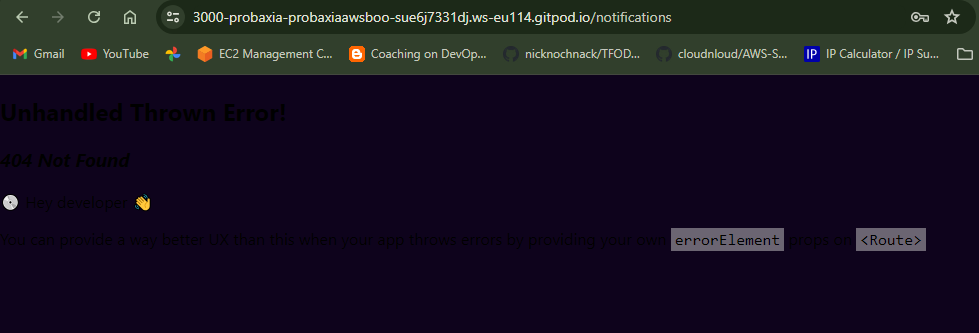 3000-probaxia-probaxiaawsboo-sue6j7331dj.ws-eu114.gitpod.io/notifications
Gmail YouTube EC2 Management C... Coaching on DevOp... nicknochnack/TFOD... cloudnloud/AWS-S... IP IP Calculator / IP Su...
Unhandled Thrown Error!
404 Not Found
💿 Hey developer 👋
You can provide a way better UX than this when your app throws errors by providing your own errorElement props on <Route>